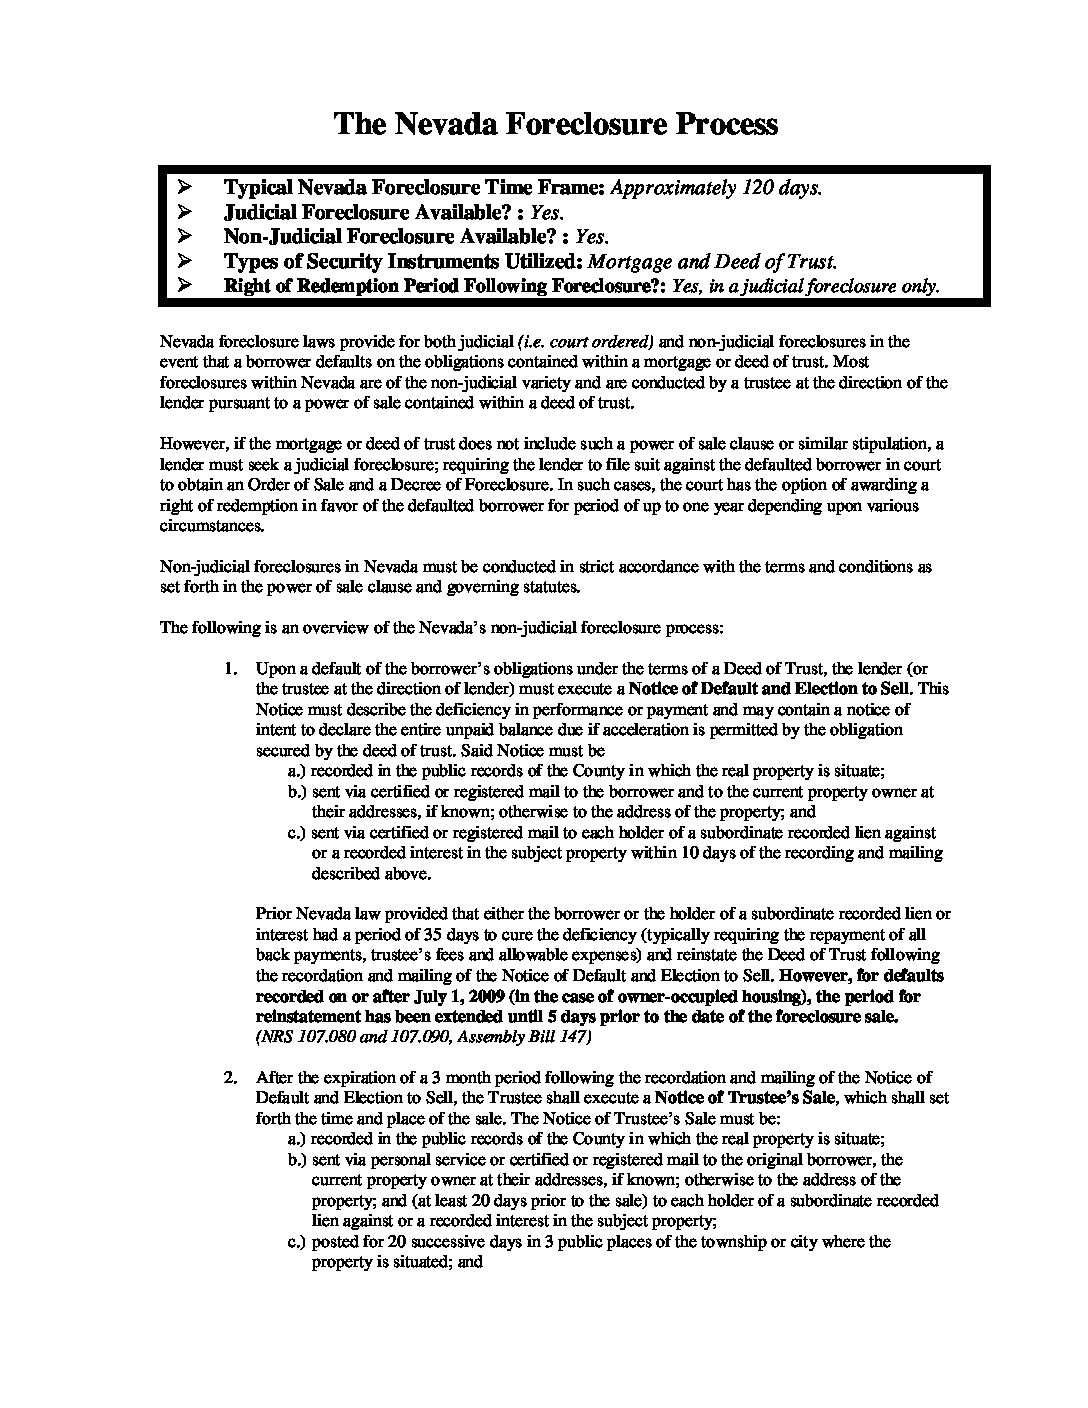 The Nevada Foreclosure Process
➢ Typical Nevada Foreclosure Time Frame: Approximately 120 days.
➢ Judicial Foreclosure Available? : Yes.
➢ Non-Judicial Foreclosure Available? : Yes.
➢ Types of Security Instruments Utilized: Mortgage and Deed of Trust.
➢ Right of Redemption Period Following Foreclosure?: Yes, in a judicial foreclosure only.
Nevada foreclosure laws provide for both judicial (i.e. court ordered) and non-judicial foreclosures in the
event that a borrower defaults on the obligations contained within a mortgage or deed of trust. Most
foreclosures within Nevada are of the non-judicial variety and are conducted by a trustee at the direction of the
lender pursuant to a power of sale contained within a deed of trust.
However, if the mortgage or deed of trust does not include such a power of sale clause or similar stipulation, a
lender must seek a judicial foreclosure; requiring the lender to file suit against the defaulted borrower in court
to obtain an Order of Sale and a Decree of Foreclosure. In such cases, the court has the option of awarding a
right of redemption in favor of the defaulted borrower for period of up to one year depending upon various
circumstances.
Non-judicial foreclosures in Nevada must be conducted in strict accordance with the terms and conditions as
set forth in the power of sale clause and governing statutes.
The following is an overview of the Nevada's non-judicial foreclosure process:
1. Upon a default of the borrower's obligations under the terms of a Deed of Trust, the lender (or
the trustee at the direction of lender) must execute a Notice of Default and Election to Sell. This
Notice must describe the deficiency in performance or payment and may contain a notice of
intent to declare the entire unpaid balance due if acceleration is permitted by the obligation
secured by the deed of trust. Said Notice must be
a.) recorded in the public records of the County in which the real property is situate;
b.) sent via certified or registered mail to the borrower and to the current property owner at
their addresses, if known; otherwise to the address of the property; and
c.) sent via certified or registered mail to each holder of a subordinate recorded lien against
or a recorded interest in the subject property within 10 days of the recording and mailing
described above.
Prior Nevada law provided that either the borrower or the holder of a subordinate recorded lien or
interest had a period of 35 days to cure the deficiency (typically requiring the repayment of all
back payments, trustee's fees and allowable expenses) and reinstate the Deed of Trust following
the recordation and mailing of the Notice of Default and Election to Sell. However, for defaults
recorded on or after July 1, 2009 (in the case of owner-occupied housing), the period for
reinstatement has been extended until 5 days prior to the date of the foreclosure sale.
(NRS 107.080 and 107.090, Assembly Bill 147)
2. After the expiration of a 3 month period following the recordation and mailing of the Notice of
Default and Election to Sell, the Trustee shall execute a Notice of Trustee's Sale, which shall set
forth the time and place of the sale. The Notice of Trustee's Sale must be:
a.) recorded in the public records of the County in which the real property is situate;
b.) sent via personal service or certified or registered mail to the original borrower, the
current property owner at their addresses, if known; otherwise to the address of the
property; and (at least 20 days prior to the sale) to each holder of a subordinate recorded
lien against or a recorded interest in the subject property;
c.) posted for 20 successive days in 3 public places of the township or city where the
property is situated; and